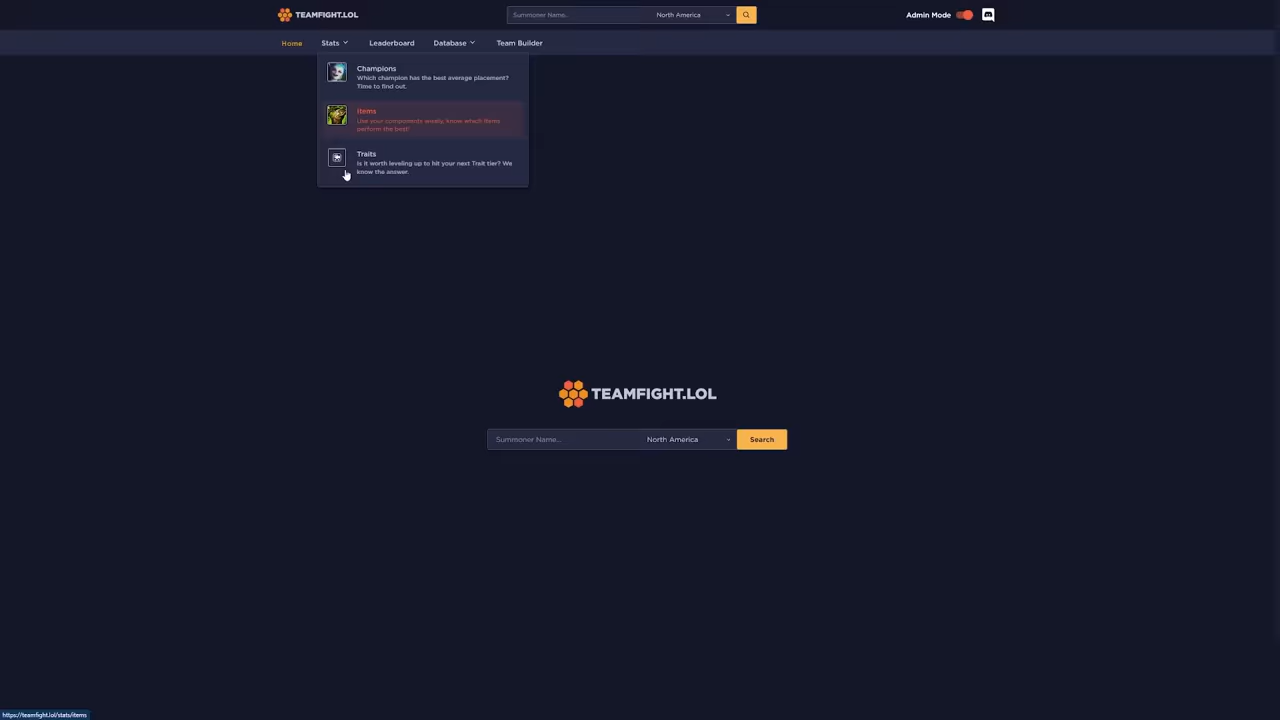 TEAMFIGHT.LOL
Summoner Name..
North America
Admin Mode
Home
Stats
Leaderboard
Database
Team Builder
Champions
Which champion has the best average placement?
Time to find out.
Items
Use your components wisely, know which items
perform the best!
Traits
Is it worth leveling up to hit your next Trait tier? We
know the answer.
TEAMFIGHT.LOL
Summoner Name...
North America
Search
https://teamfight.lol/stats/items